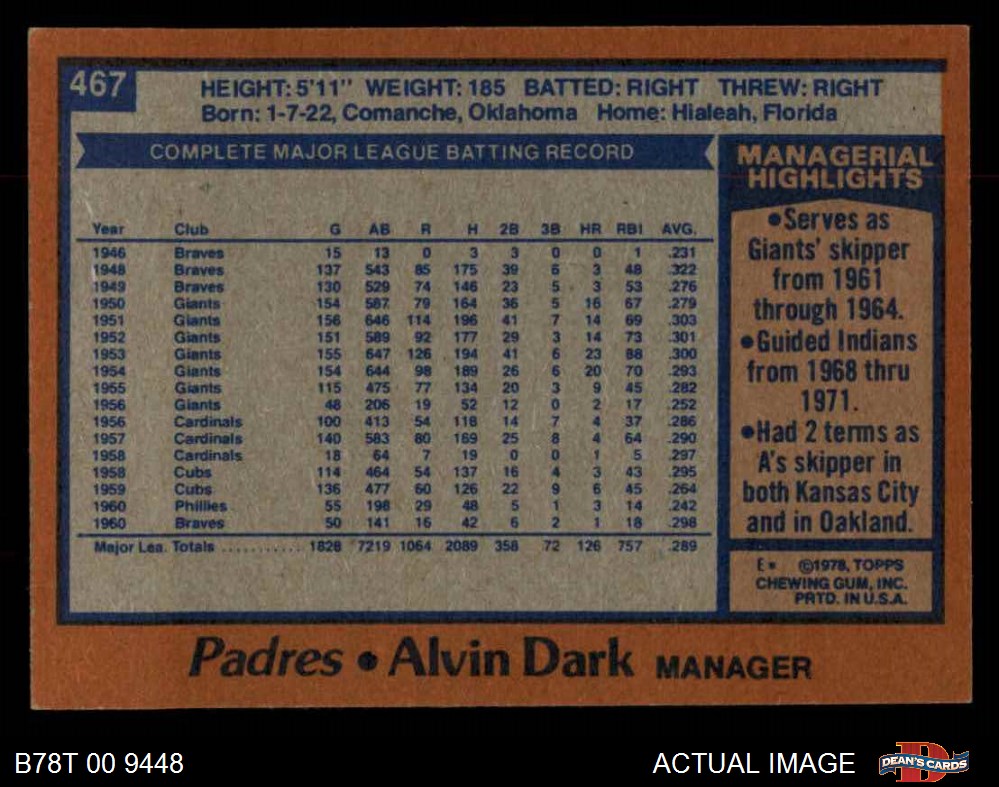 467
HEIGHT: 5'11" WEIGHT: 185 BATTED: RIGHT THREW: RIGHT
Born: 1-7-22, Comanche, Oklahoma Home: Hialeah, Florida
COMPLETE MAJOR LEAGUE BATTING RECORD
Year Club G AB R H 2B 3B HR RBI AVG.
1946 Braves 15 13 0 3 3 0 0 1 .231
1948 Braves 137 543 85 175 39 6 3 48 .322
1949 Braves 130 529 74 146 23 5 3 53 .276
1950 Giants 154 587 79 164 36 5 16 67 .279
1951 Giants 156 646 114 196 41 7 14 69 .303
1952 Giants 151 589 92 177 29 3 14 73 .301
1953 Giants 155 647 126 194 41 6 23 88 .300
1954 Giants 154 644 98 189 26 6 20 70 .293
1955 Giants 115 475 77 134 20 3 9 45 .282
1956 Giants 48 206 19 52 12 0 2 17 .252
1956 Cardinals 100 413 54 118 14 7 4 37 .286
1957 Cardinals 140 583 80 169 25 8 4 64 .290
1958 Cardinals 18 64 7 19 0 0 1 5 .297
1958 Cubs 114 464 54 137 16 4 3 43 .295
1959 Cubs 136 477 60 126 22 9 6 45 .264
1960 Phillies 55 198 29 48 5 1 3 14 .242
1960 Braves 50 141 16 42 6 2 1 18 .298
Major Lea. Totals ........... 1828 7219 1064 2089 358 72 126 757 .289
MANAGERIAL
HIGHLIGHTS
•Serves as
Giants' skipper
from 1961
through 1964.
•Guided Indians
from 1968 thru
1971.
•Had 2 terms as
A's skipper in
both Kansas City
and in Oakland.
E* ©1978, TOPPS
CHEWING GUM, INC.
PRTD. IN U.S.A.
Padres • Alvin Dark MANAGER
B78T 00 9448 ACTUAL IMAGE
D
DEAN'S CARDS